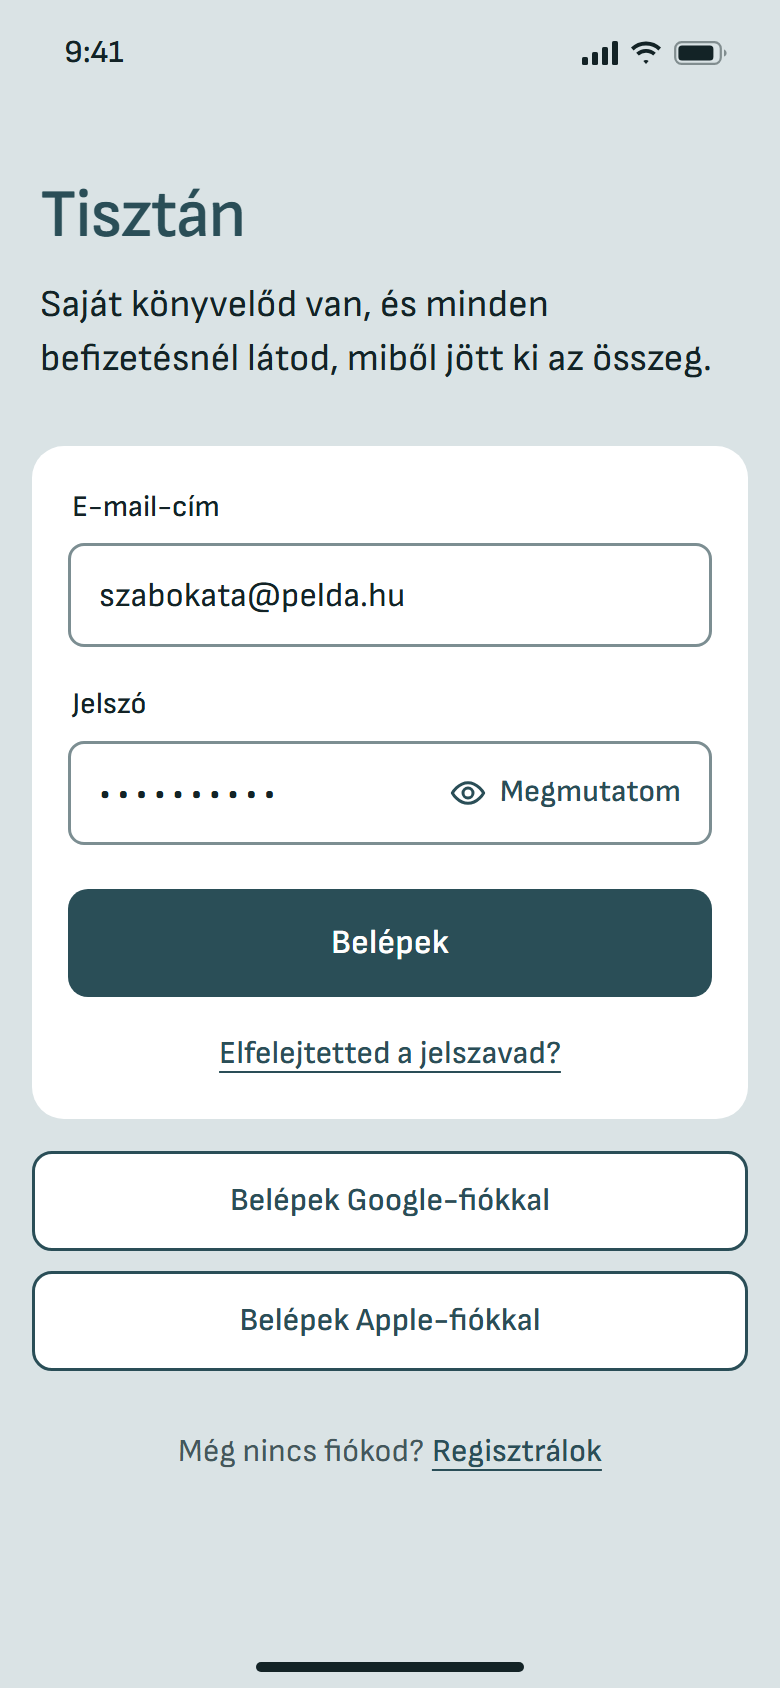 9:41
Tisztán
Saját könyvelőd van, és minden
befizetésnél látod, miből jött ki az összeg.
E-mail-cím
szabokata@pelda.hu
Jelszó
••••••••••
Megmutatom
Belépek
Elfelejtetted a jelszavad?
Belépek Google-fiókkal
Belépek Apple-fiókkal
Még nincs fiókod? Regisztrálok